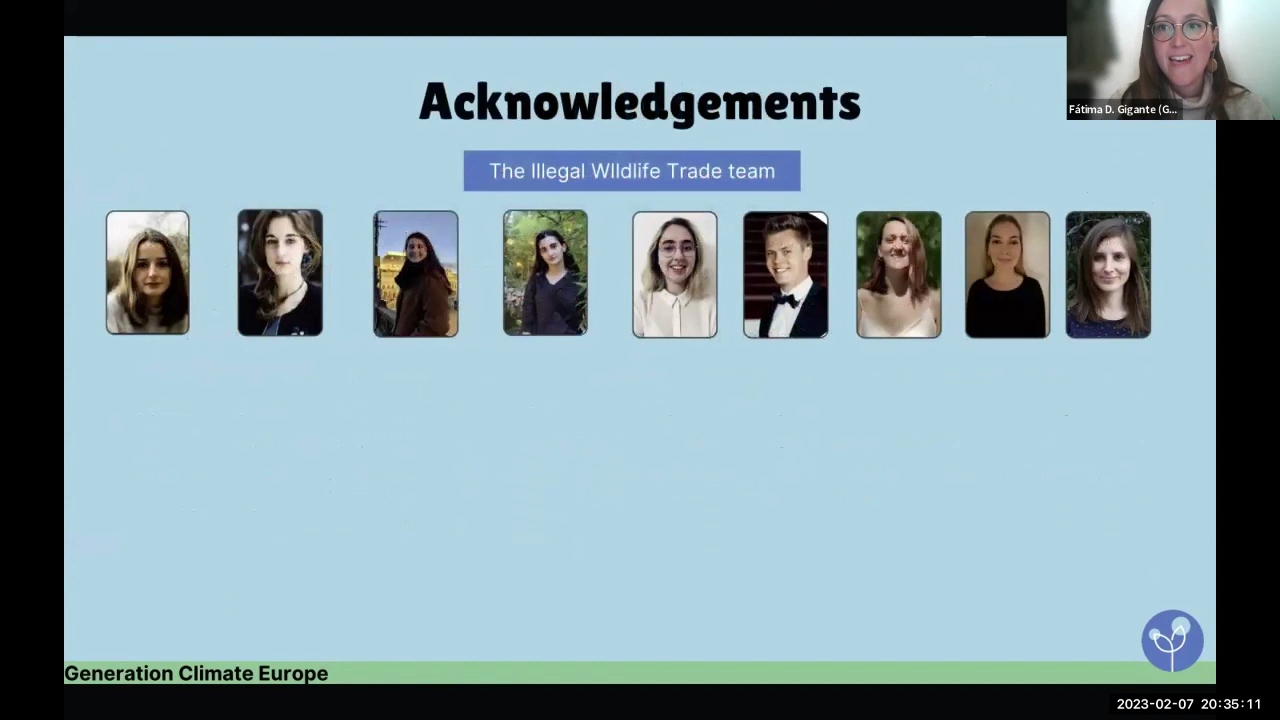 Acknowledgements
Fátima D. Gigante (G...
The Illegal WIldlife Trade team
Generation Climate Europe
2023-02-07 20:35:11